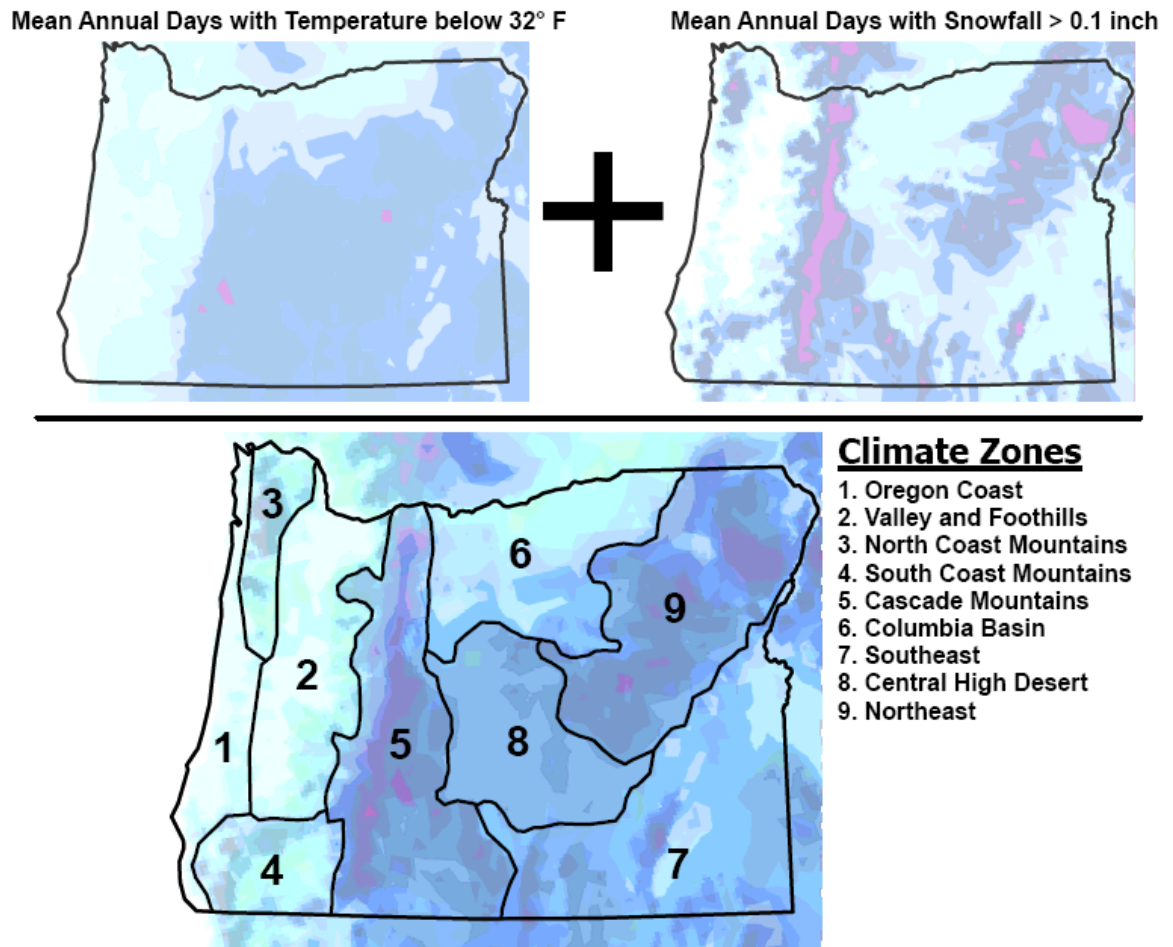 Mean Annual Days with Temperature below 32° F
Mean Annual Days with Snowfall > 0.1 inch
Climate Zones
1. Oregon Coast
2. Valley and Foothills
3. North Coast Mountains
4. South Coast Mountains
5. Cascade Mountains
6. Columbia Basin
7. Southeast
8. Central High Desert
9. Northeast
3
6
9
2
1
5
8
4
7